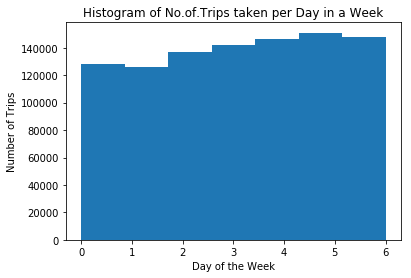 Histogram of No.of.Trips taken per Day in a Week
140000
120000
100000
80000
60000
40000
20000
0
Number of Trips
0 1 2 3 4 5 6
Day of the Week